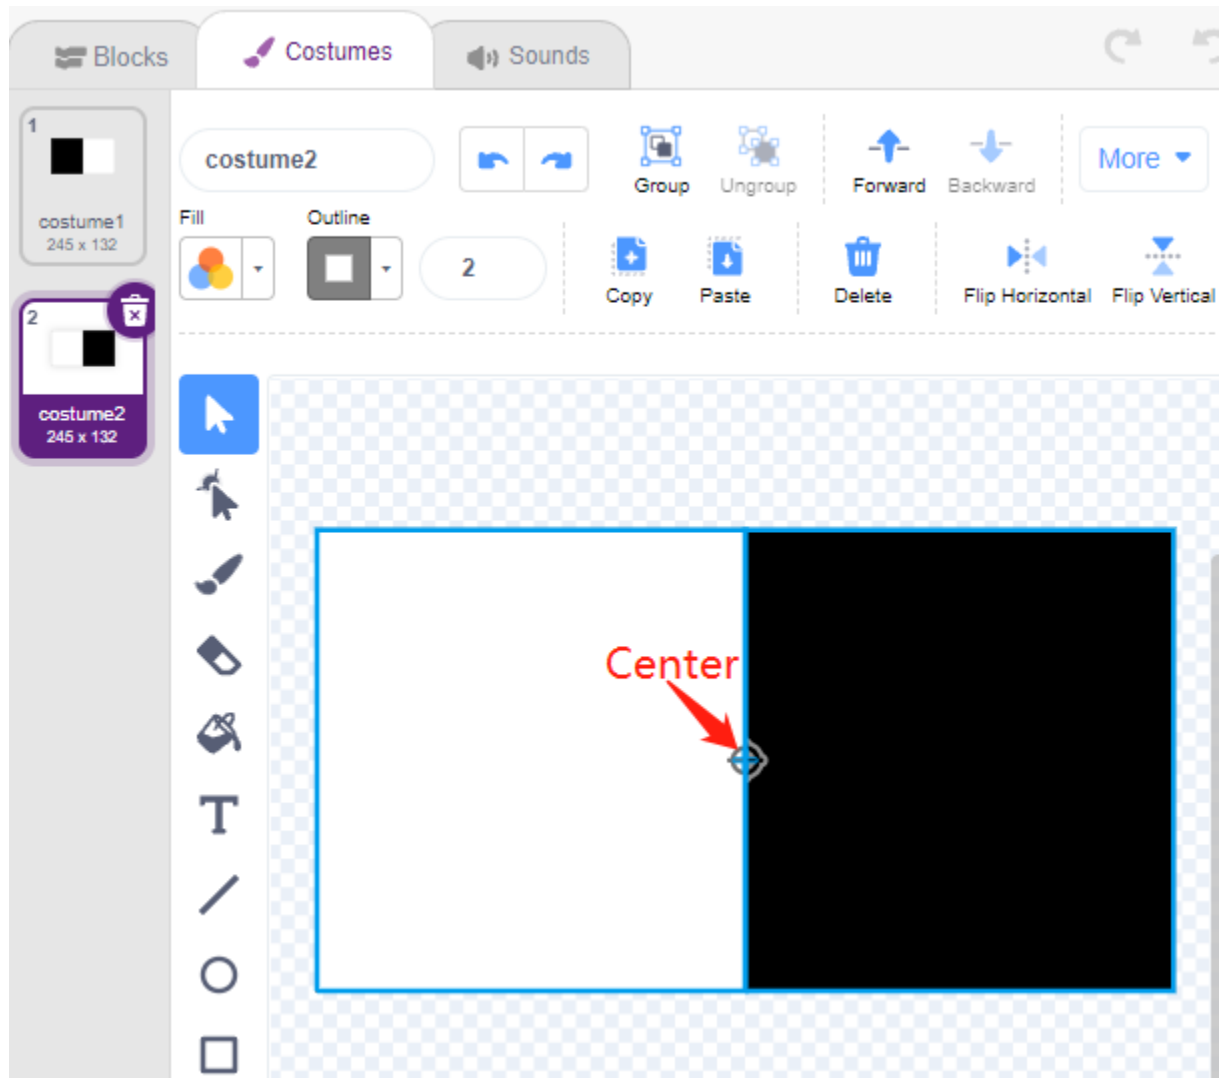 Blocks
Costumes
Sounds
1
costume1
245 x 132
2
costume2
245 x 132
costume2
Group
Ungroup
Forward
Backward
More
Fill
Outline
2
Copy
Paste
Delete
Flip Horizontal
Flip Vertical
T
Center